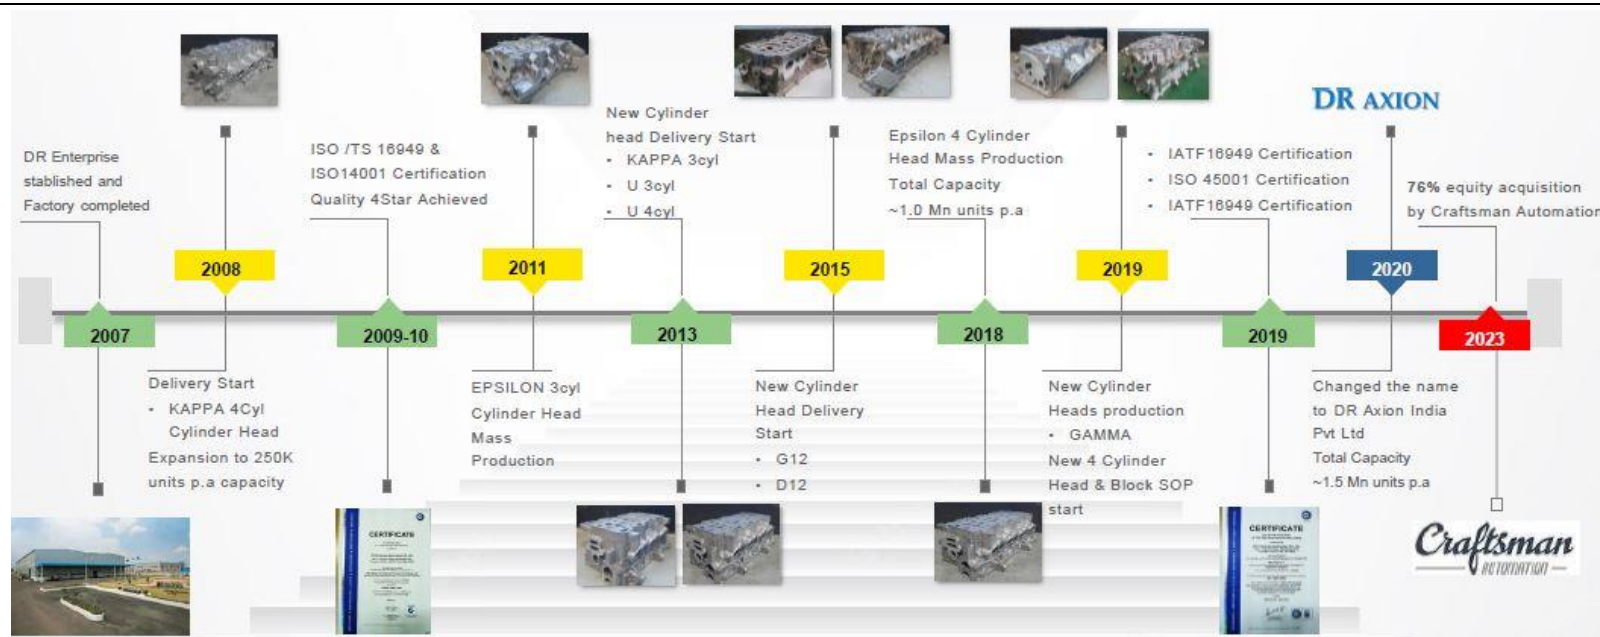 DR Enterprise
stablished and
Factory completed
2007
2008
Delivery Start
• KAPPA 4Cyl
Cylinder Head
Expansion to 250K
units p.a capacity
ISO /TS 16949 &
ISO14001 Certification
Quality 4Star Achieved
2009-10
CERTIFICATE
2011
EPSILON 3cyl
Cylinder Head
Mass
Production
New Cylinder
head Delivery Start
• KAPPA 3cyl
• U 3cyl
• U 4cyl
2013
2015
New Cylinder
Head Delivery
Start
• G12
• D12
Epsilon 4 Cylinder
Head Mass Production
Total Capacity
~1.0 Mn units p.a
2018
2019
New Cylinder
Heads production
• GAMMA
New 4 Cylinder
Head & Block SOP
start
• IATF16949 Certification
• ISO 45001 Certification
• IATF16949 Certification
2019
CERTIFICATE
DR AXION
2020
Changed the name
to DR Axion India
Pvt Ltd
Total Capacity
~1.5 Mn units p.a
76% equity acquisition
by Craftsman Automation
2023
Craftsman
AUTOMATION